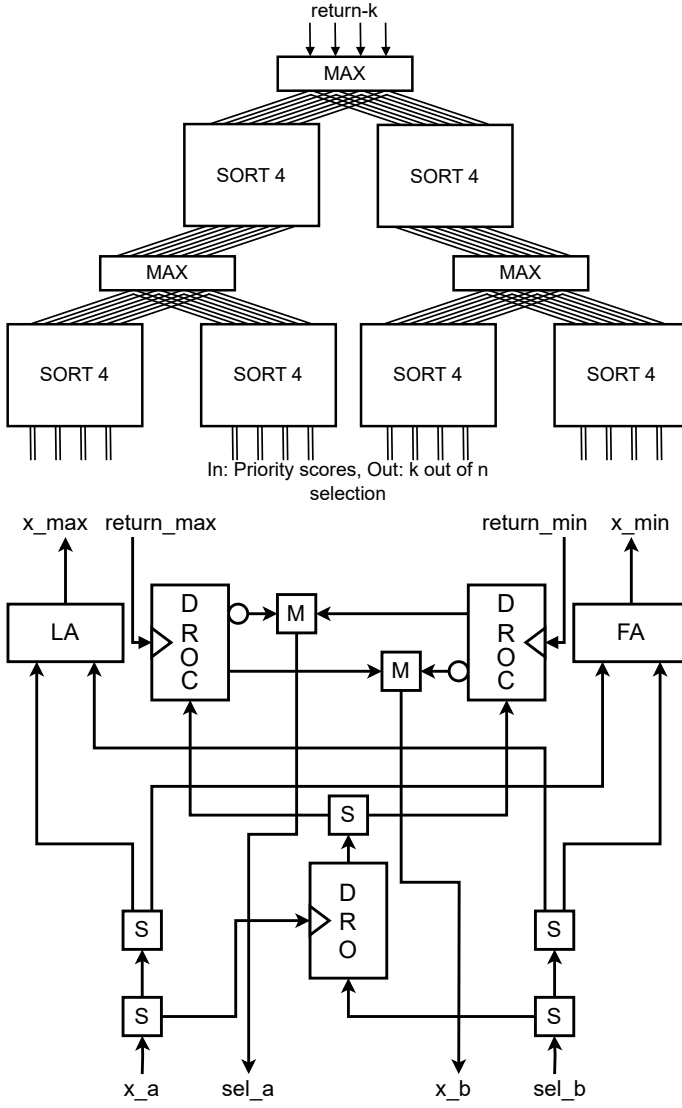 return-k
MAX
SORT 4 SORT 4
MAX MAX
SORT 4 SORT 4 SORT 4 SORT 4
In: Priority scores, Out: k out of n
selection
x_max return_max return_min x_min
LA
D
R
O
C
M
M
D
R
O
C
FA
S
D
R
O
S S
S S
x_a sel_a x_b sel_b